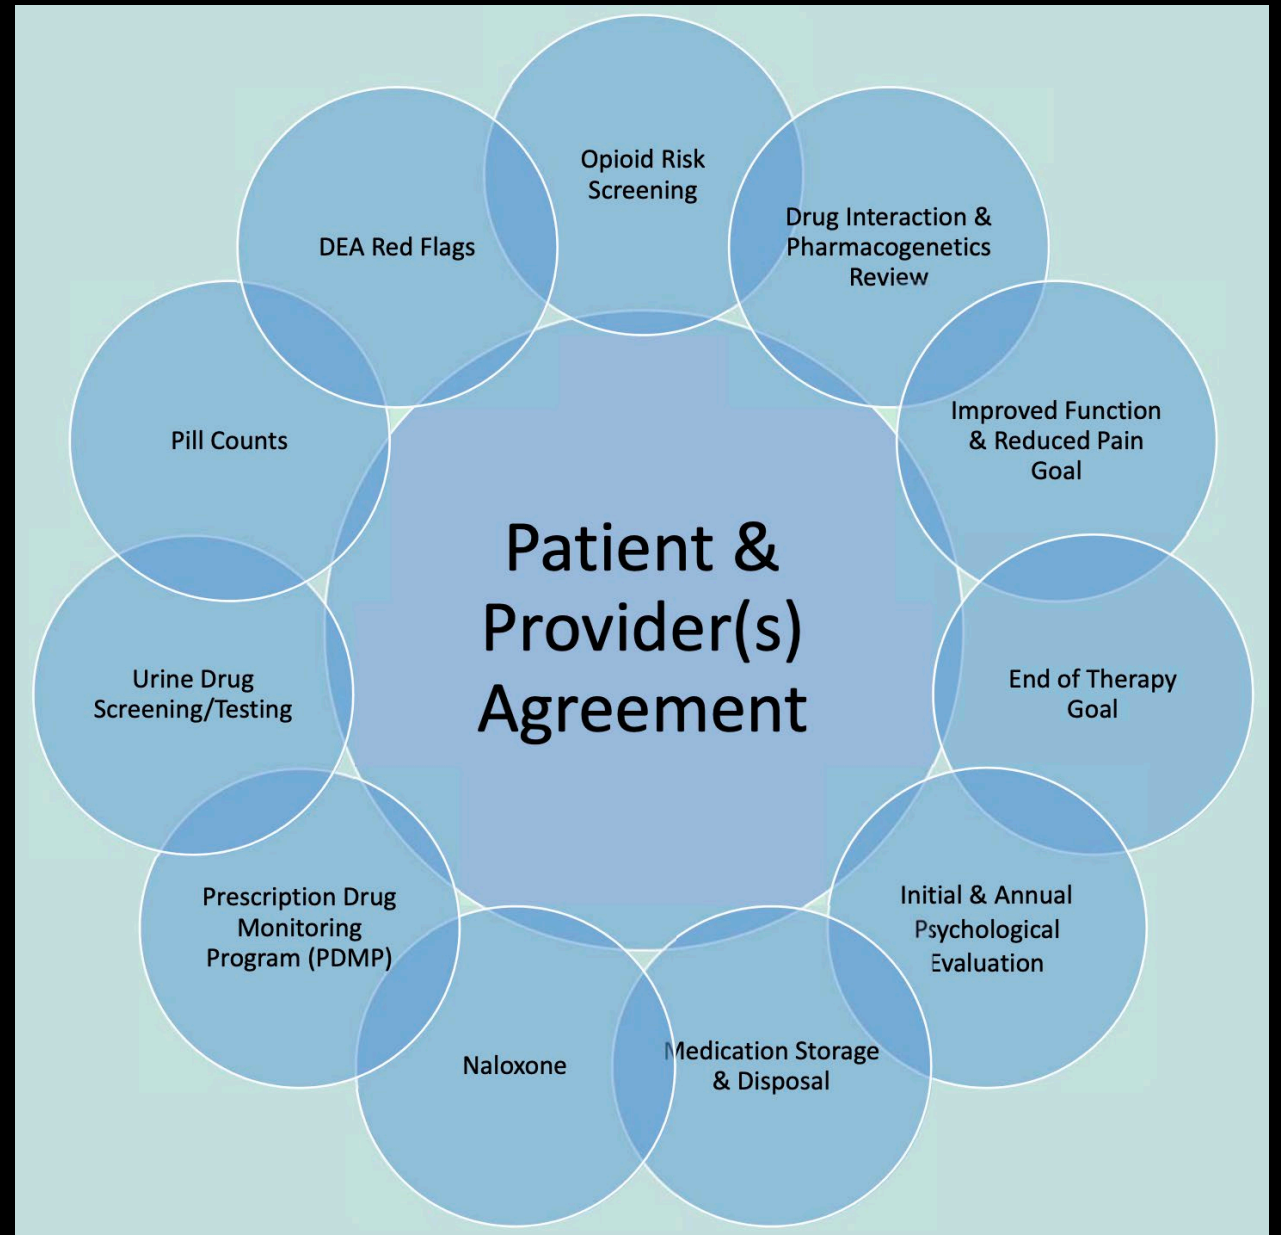 Opioid Risk
Screening
Drug Interaction &
Pharmacogenetics
Review
Improved Function
& Reduced Pain
Goal
End of Therapy
Goal
Initial & Annual
Psychological
Evaluation
Medication Storage
& Disposal
Naloxone
Prescription Drug
Monitoring
Program (PDMP)
Urine Drug
Screening/Testing
Pill Counts
DEA Red Flags
Patient &
Provider(s)
Agreement